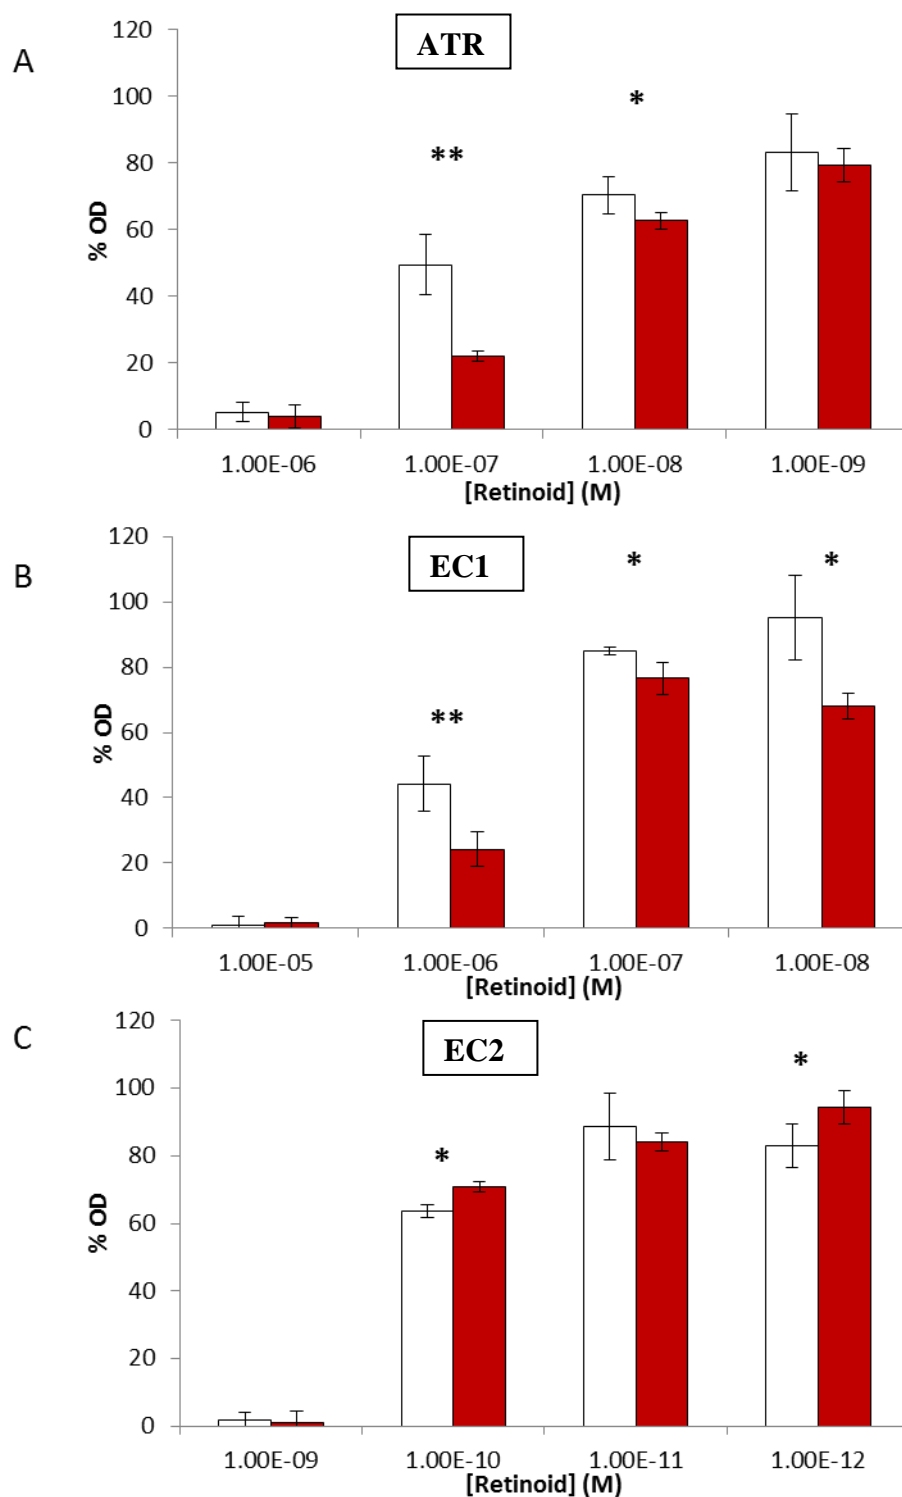 A
ATR
120
100
80
60
40
20
0
% OD
**
*
1.00E-06 1.00E-07 1.00E-08 1.00E-09
[Retinoid] (M)
B
EC1
120
100
80
60
40
20
0
% OD
**
*
*
1.00E-05 1.00E-06 1.00E-07 1.00E-08
[Retinoid] (M)
C
EC2
120
100
80
60
40
20
0
% OD
*
*
1.00E-09 1.00E-10 1.00E-11 1.00E-12
[Retinoid] (M)